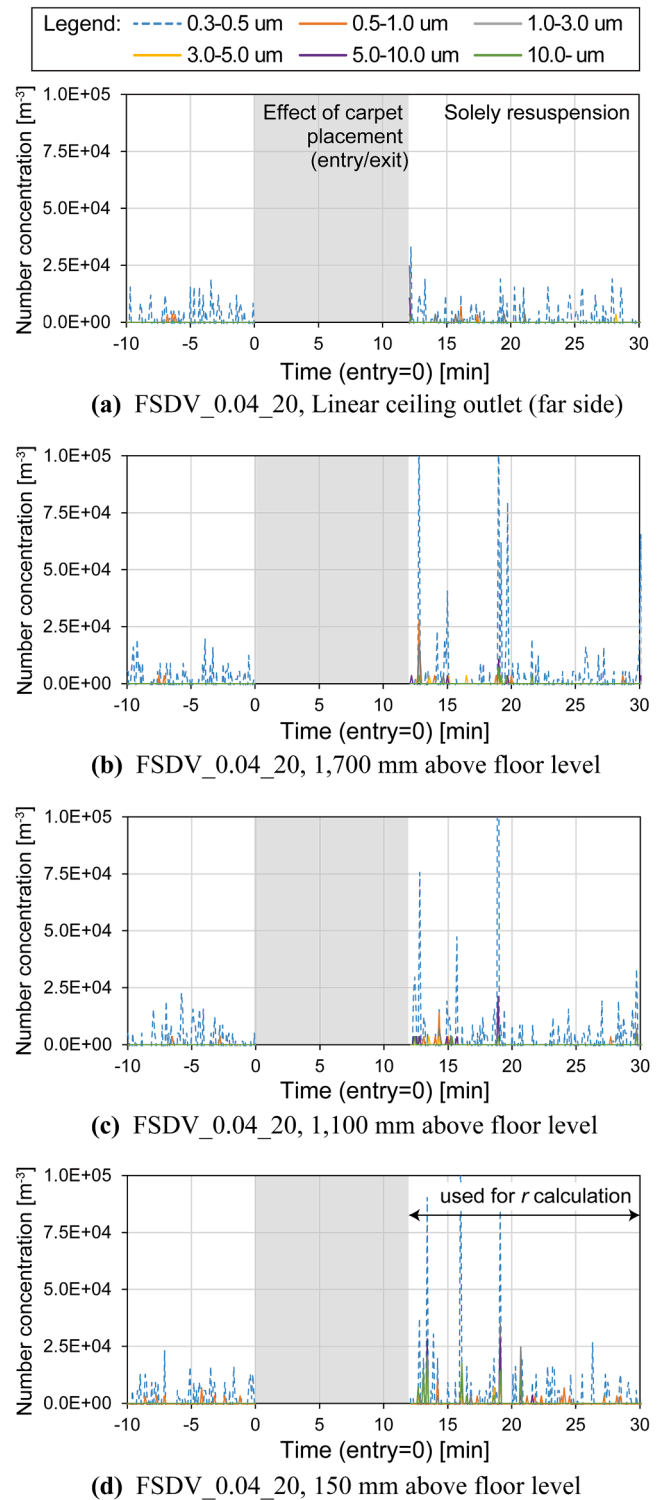 Legend: 0.3-0.5 um 0.5-1.0 um 1.0-3.0 um
3.0-5.0 um 5.0-10.0 um 10.0- um
Number concentration [m⁻³]
1.0E+05
7.5E+04
5.0E+04
2.5E+04
0.0E+00
Effect of carpet
placement
(entry/exit)
Solely resuspension
-10 -5 0 5 10 15 20 25 30
Time (entry=0) [min]
(a) FSDV_0.04_20, Linear ceiling outlet (far side)
Number concentration [m⁻³]
1.0E+05
7.5E+04
5.0E+04
2.5E+04
0.0E+00
-10 -5 0 5 10 15 20 25 30
Time (entry=0) [min]
(b) FSDV_0.04_20, 1,700 mm above floor level
Number concentration [m⁻³]
1.0E+05
7.5E+04
5.0E+04
2.5E+04
0.0E+00
-10 -5 0 5 10 15 20 25 30
Time (entry=0) [min]
(c) FSDV_0.04_20, 1,100 mm above floor level
Number concentration [m⁻³]
1.0E+05
7.5E+04
5.0E+04
2.5E+04
0.0E+00
used for r calculation
-10 -5 0 5 10 15 20 25 30
Time (entry=0) [min]
(d) FSDV_0.04_20, 150 mm above floor level